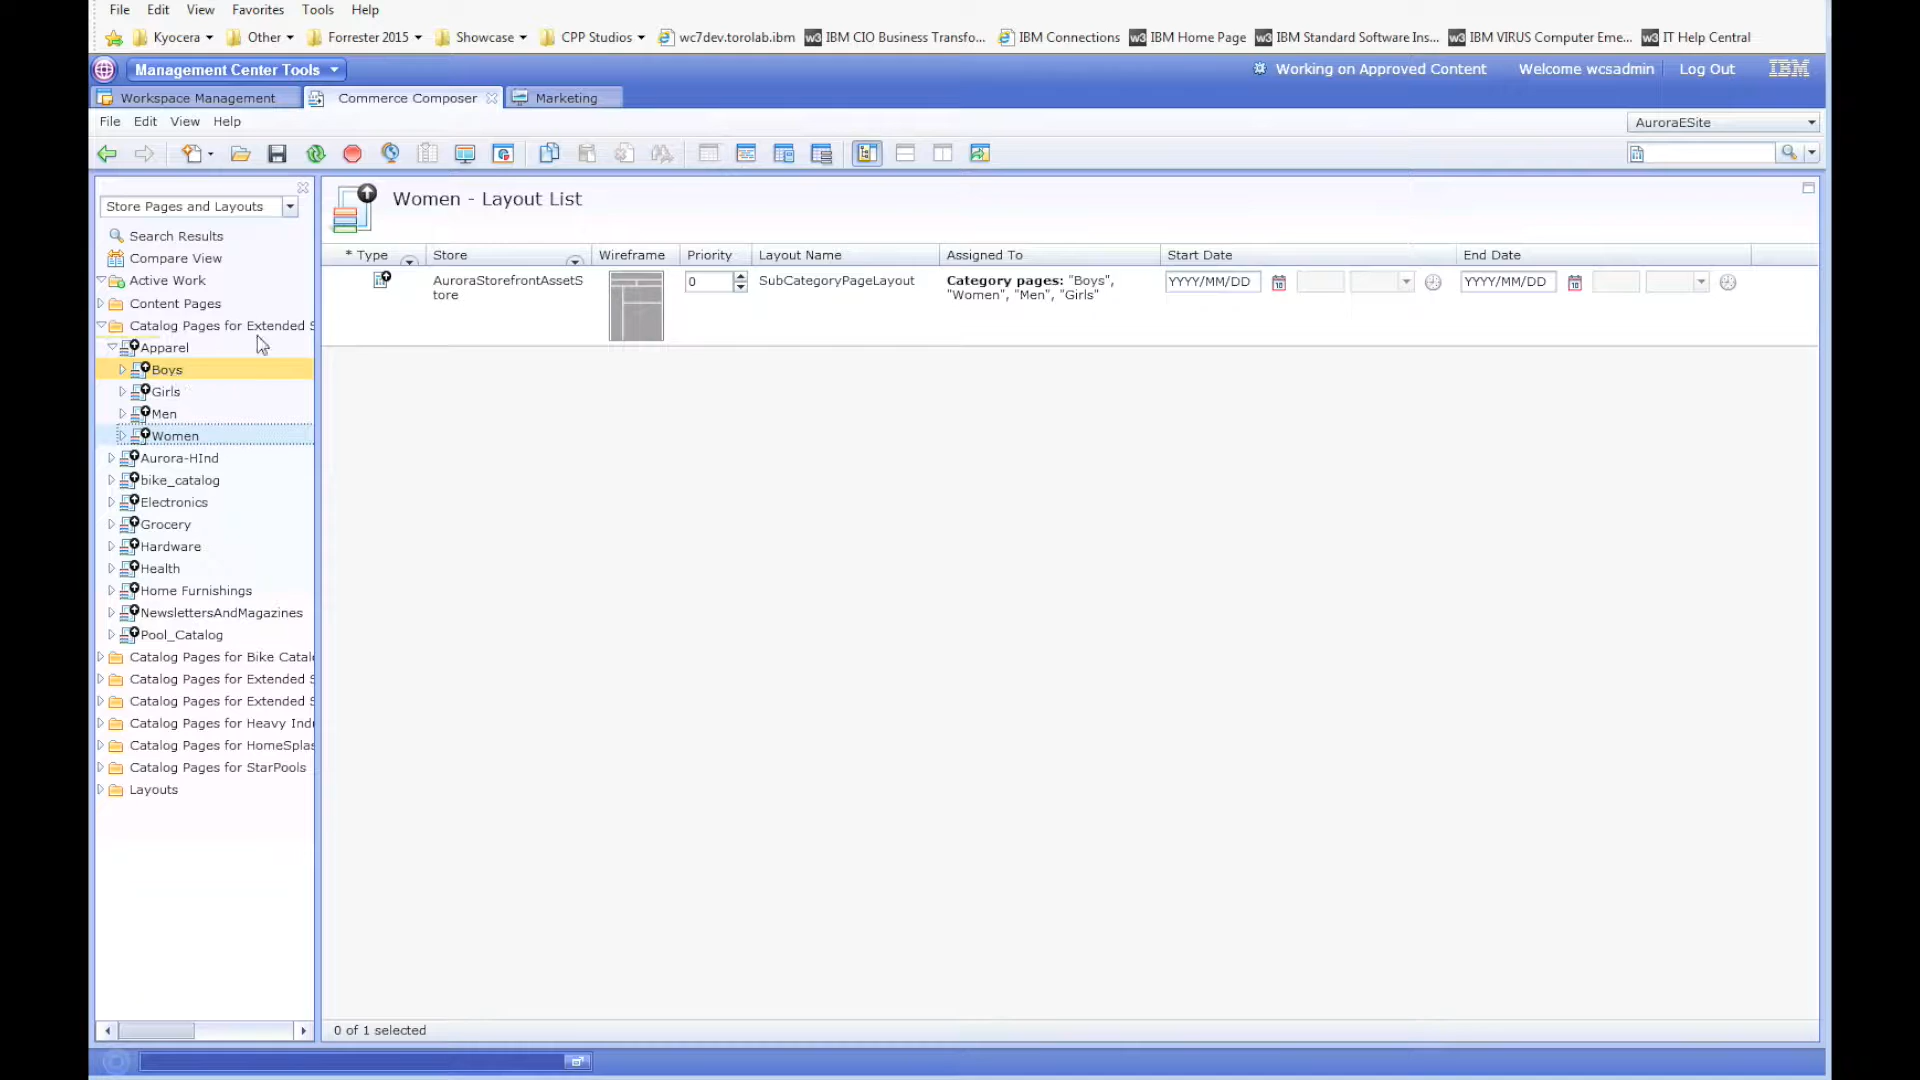 File Edit View Favorites Tools Help
Kyocera Other Forrester 2015 Showcase CPP Studios wc7dev.torolab.ibm w3 IBM CIO Business Transfo... IBM Connections w3 IBM Home Page w3 IBM Standard Software Ins... w3 IBM VIRUS Computer Eme... w3 IT Help Central
Management Center Tools Working on Approved Content Welcome wcsadmin Log Out IBM
Workspace Management Commerce Composer Marketing
File Edit View Help AuroraESite
Store Pages and Layouts
Search Results
Compare View
Active Work
Content Pages
Catalog Pages for Extended S
Apparel
Boys
Girls
Men
Women
Aurora-HInd
bike_catalog
Electronics
Grocery
Hardware
Health
Home Furnishings
NewslettersAndMagazines
Pool_Catalog
Catalog Pages for Bike Catal
Catalog Pages for Extended S
Catalog Pages for Extended S
Catalog Pages for Heavy Ind
Catalog Pages for HomeSplas
Catalog Pages for StarPools
Layouts
Women - Layout List
* Type Store Wireframe Priority Layout Name Assigned To Start Date End Date
AuroraStorefrontAssetS 0 SubCategoryPageLayout Category pages: "Boys", YYYY/MM/DD YYYY/MM/DD
tore "Women", "Men", "Girls"
0 of 1 selected